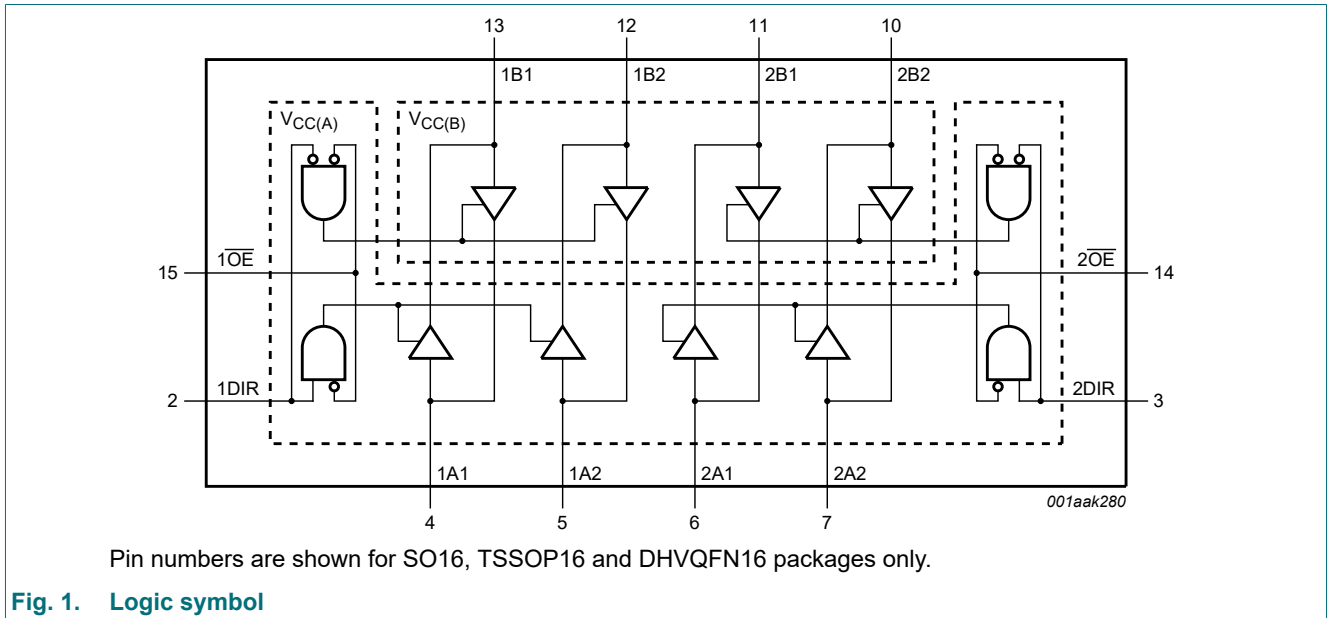 13 12 11 10
1B1 1B2 2B1 2B2
VCC(A) VCC(B)
15 1OE 2OE 14
2 1DIR 2DIR 3
1A1 1A2 2A1 2A2
001aak280
4 5 6 7
Pin numbers are shown for SO16, TSSOP16 and DHVQFN16 packages only.
Fig. 1. Logic symbol